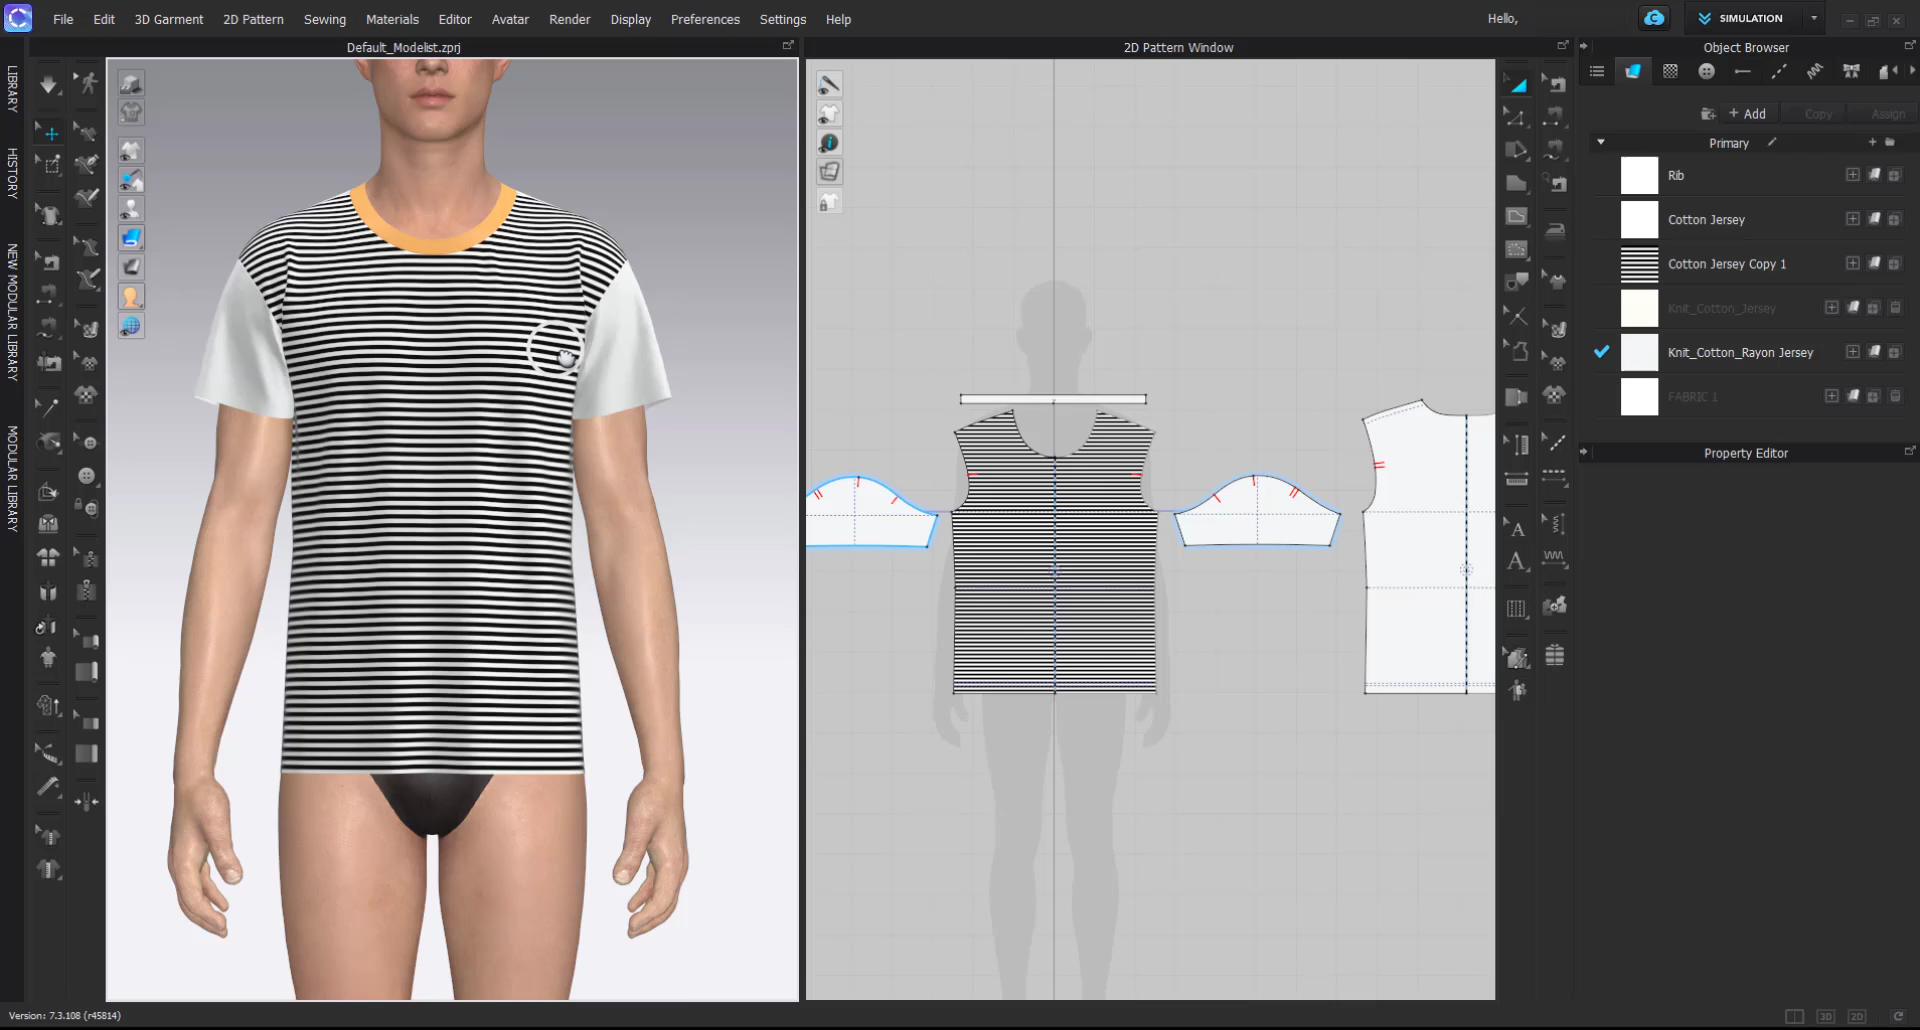 File Edit 3D Garment 2D Pattern Sewing Materials Editor Avatar Render Display Preferences Settings Help Hello, SIMULATION
Default_Modelist.zprj
2D Pattern Window
Object Browser
LIBRARY
HISTORY
NEW MODULAR LIBRARY
MODULAR LIBRARY
+ Add Copy Assign
Primary
Rib
Cotton Jersey
Cotton Jersey Copy 1
Knit_Cotton_Jersey
Knit_Cotton_Rayon Jersey
FABRIC 1
Property Editor
Version: 7.3.108 (r45814)
3D 2D